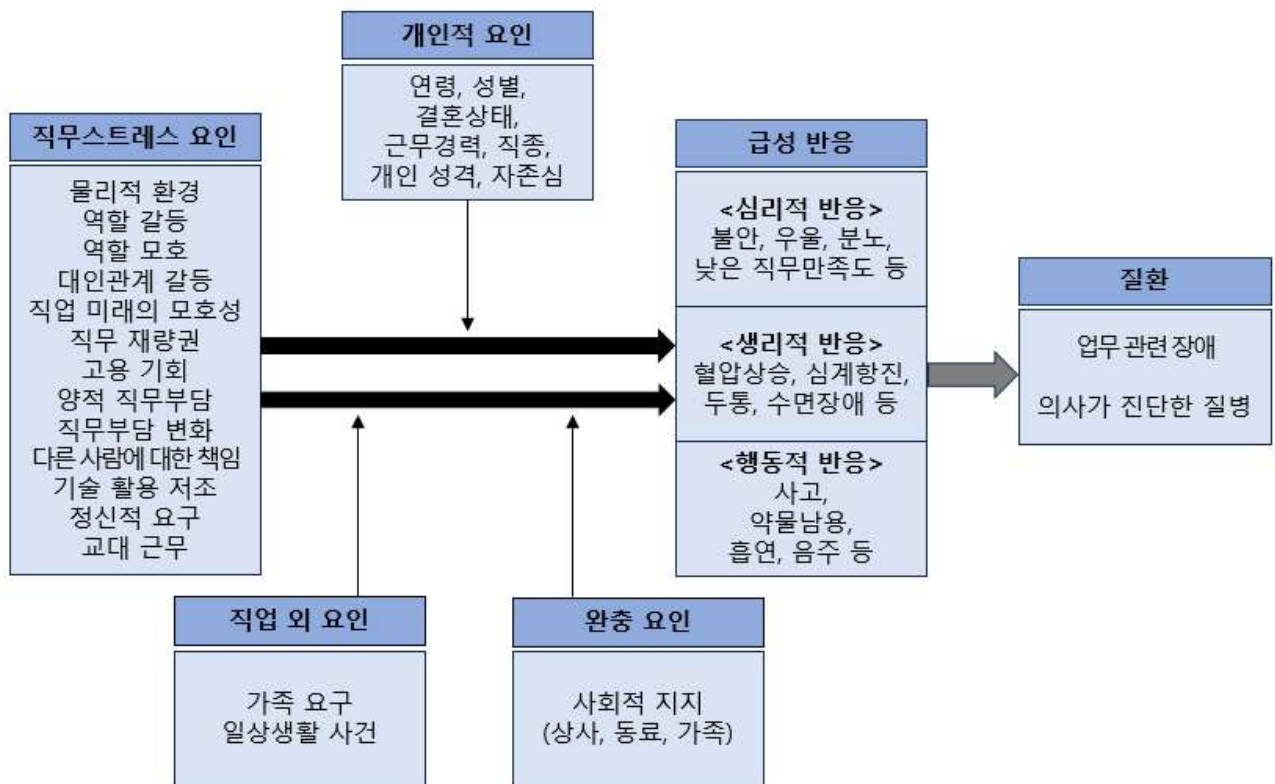 개인적 요인
연령, 성별,
결혼상태,
근무경력, 직종,
개인 성격, 자존심
직무스트레스 요인
물리적 환경
역할 갈등
역할 모호
대인관계 갈등
직업 미래의 모호성
직무 재량권
고용 기회
양적 직무부담
직무부담 변화
다른 사람에 대한 책임
기술 활용 저조
정신적 요구
교대 근무
급성 반응
<심리적 반응>
불안, 우울, 분노,
낮은 직무만족도 등
<생리적 반응>
혈압상승, 심계항진,
두통, 수면장애 등
<행동적 반응>
사고,
약물남용,
흡연, 음주 등
질환
업무 관련 장애
의사가 진단한 질병
직업 외 요인
가족 요구
일상생활 사건
완충 요인
사회적 지지
(상사, 동료, 가족)